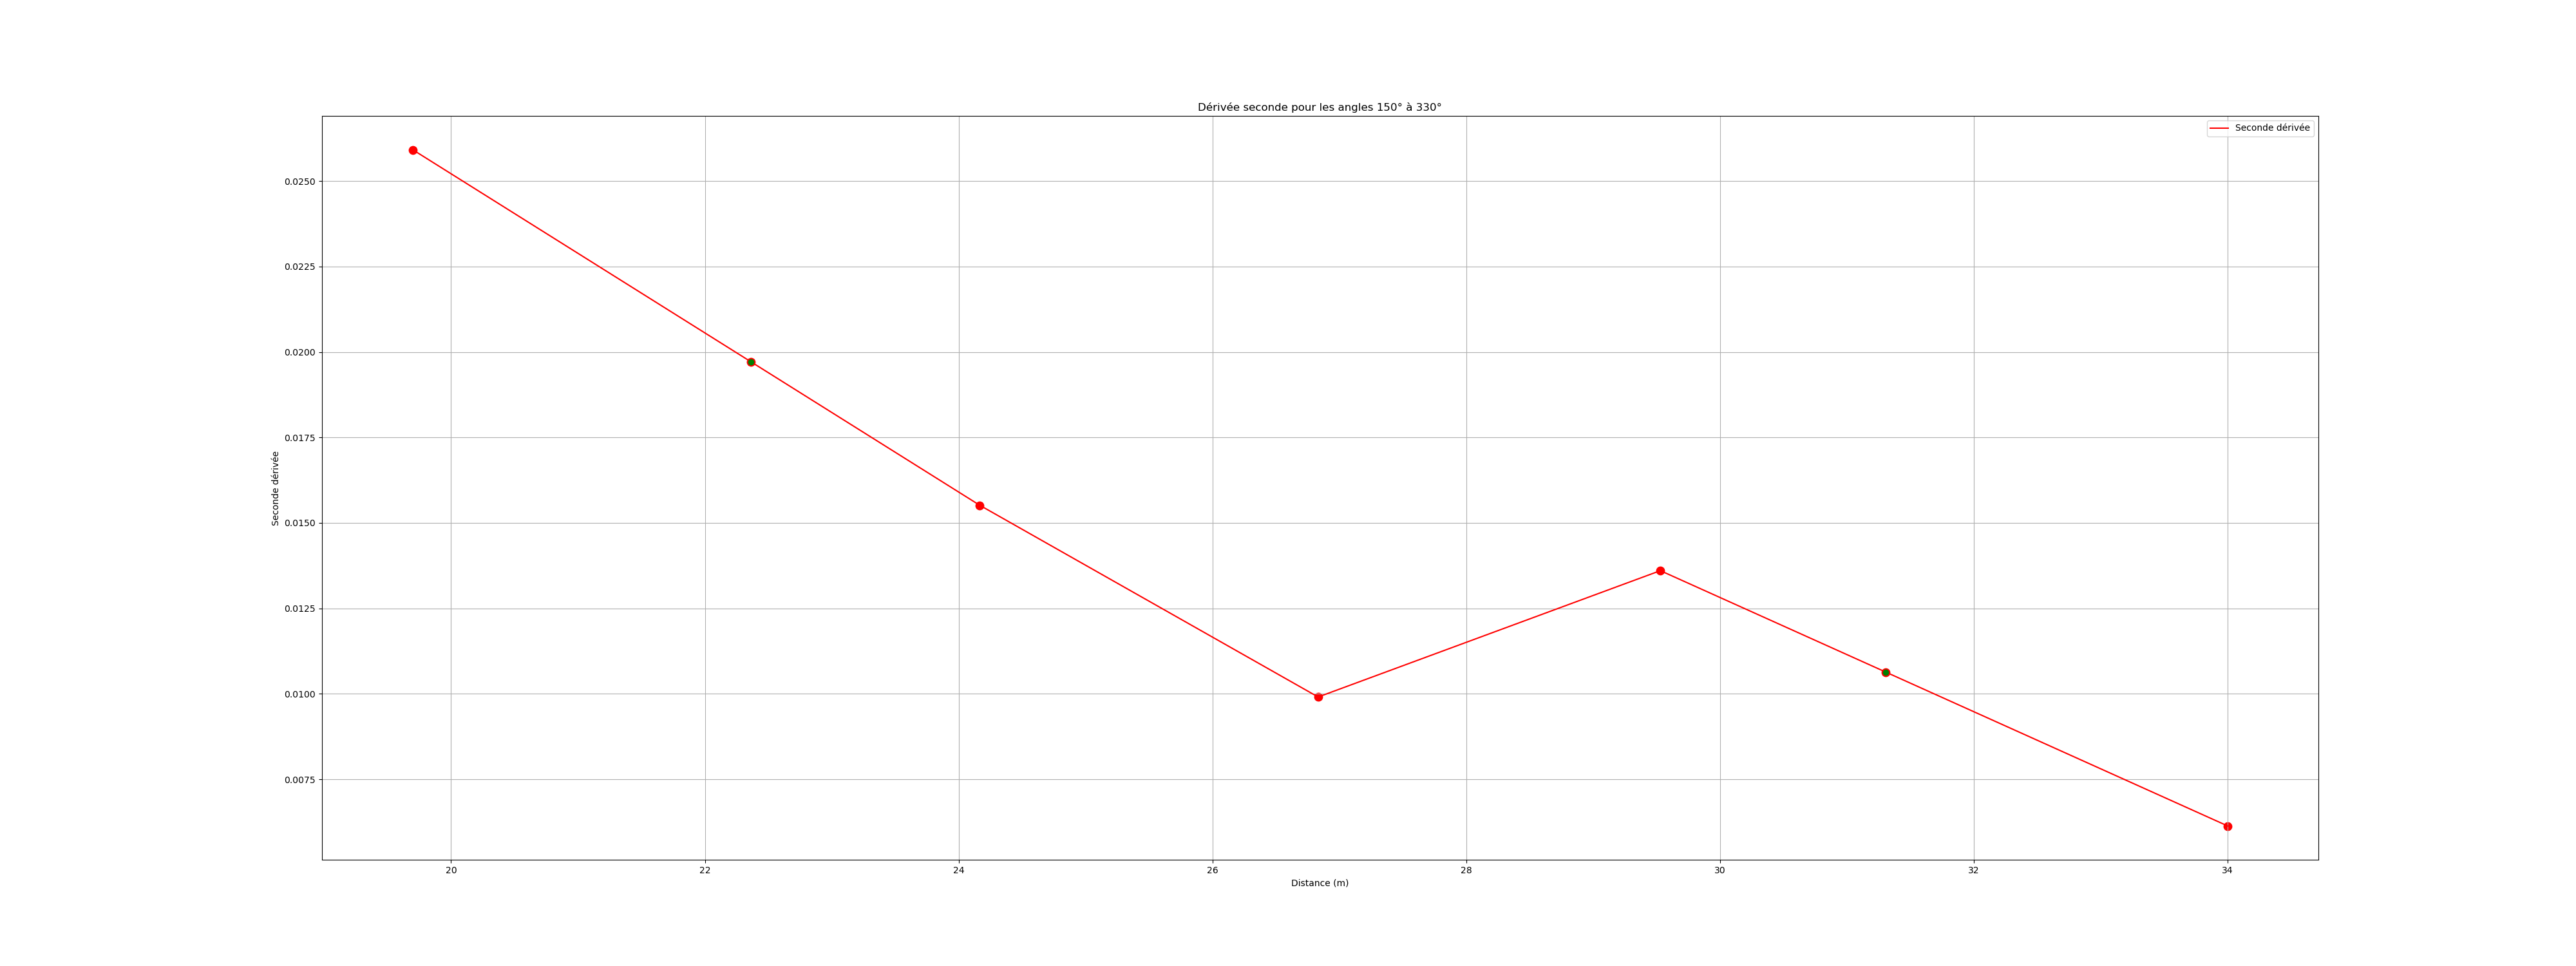 Dérivée seconde pour les angles 150° à 330°
Seconde dérivée
0.0250
0.0225
0.0200
0.0175
0.0150
0.0125
0.0100
0.0075
Seconde dérivée
20 22 24 26 28 30 32 34
Distance (m)